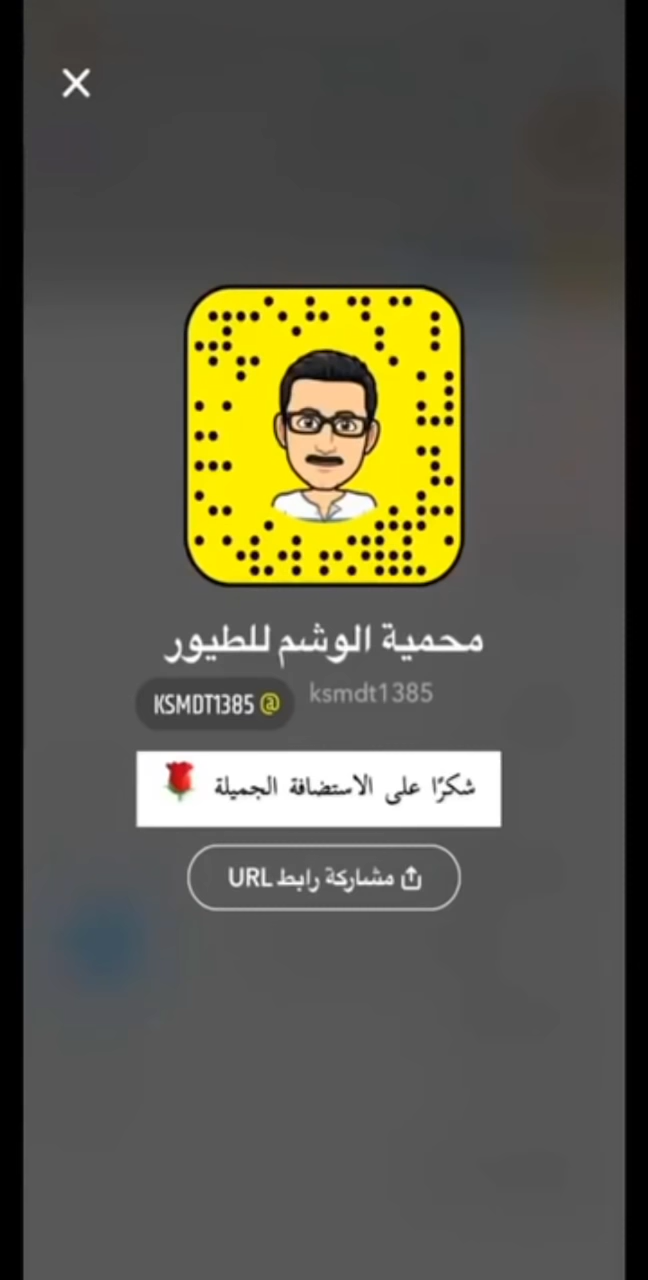 محمية الوشم للطيور
ksmdt1385
KSMDT1385 @
شكرًا على الاستضافة الجميلة 🌹
مشاركة رابط URL